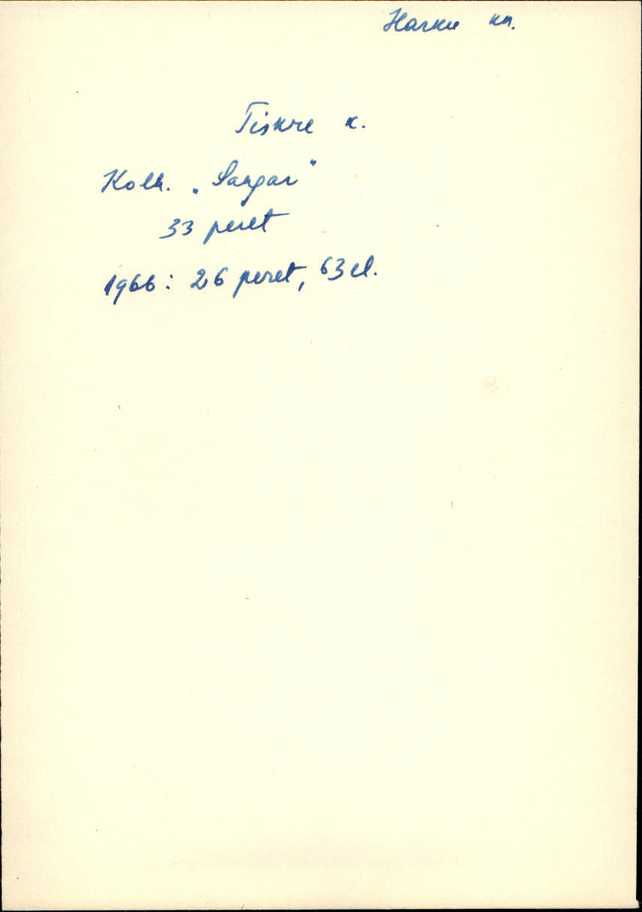 Harku kn.
Tiskre k.
Kolh. „Sangar"
33 peret
1966: 26 peret, 63 el.